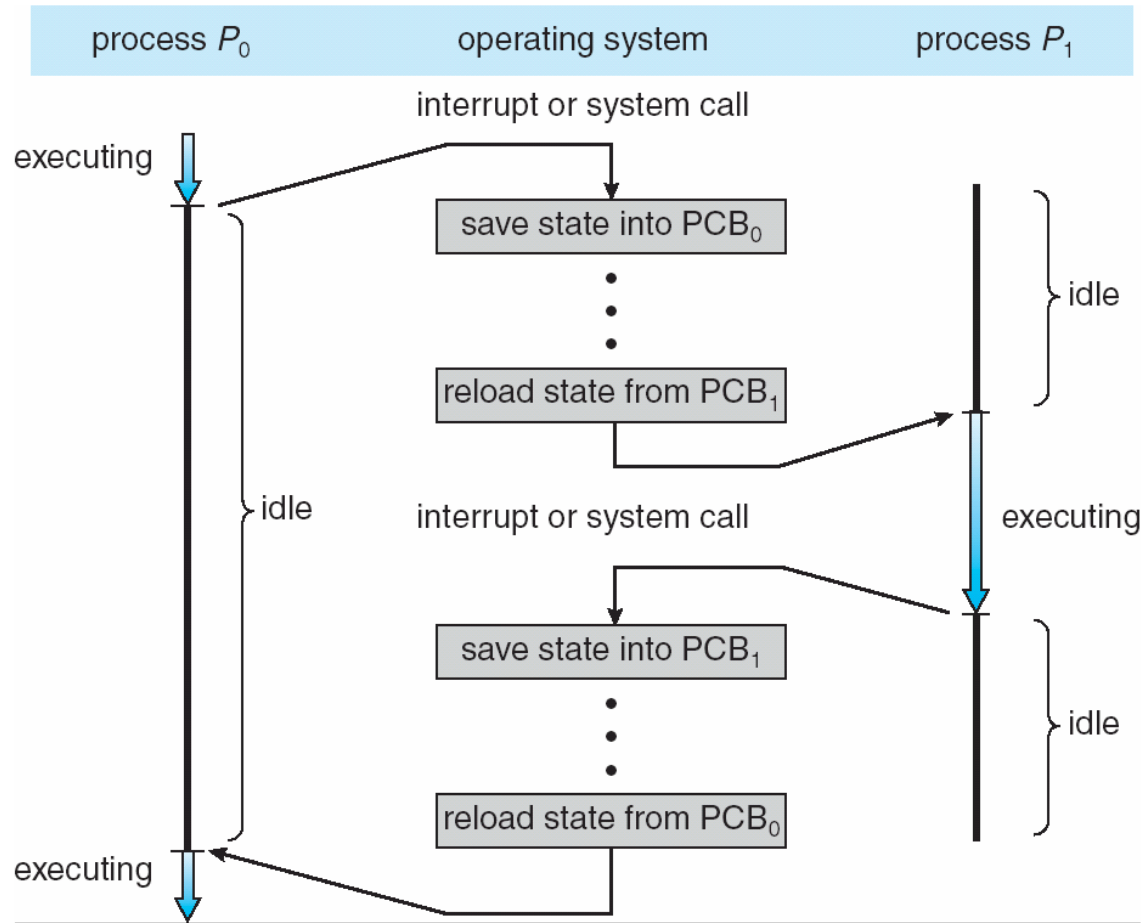 process P₀
operating system
process P₁
interrupt or system call
executing
save state into PCB₀
idle
reload state from PCB₁
idle
interrupt or system call
executing
save state into PCB₁
idle
reload state from PCB₀
executing